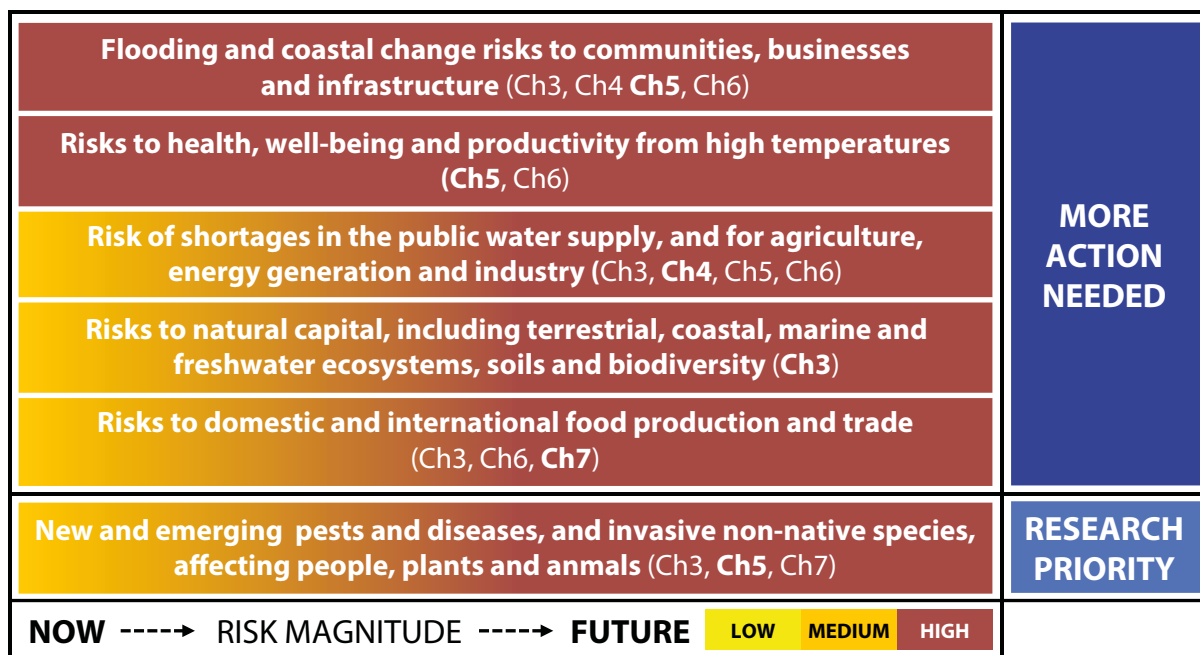 Flooding and coastal change risks to communities, businesses
and infrastructure (Ch3, Ch4 Ch5, Ch6)
Risks to health, well-being and productivity from high temperatures
(Ch5, Ch6)
Risk of shortages in the public water supply, and for agriculture,
energy generation and industry (Ch3, Ch4, Ch5, Ch6)
Risks to natural capital, including terrestrial, coastal, marine and
freshwater ecosystems, soils and biodiversity (Ch3)
Risks to domestic and international food production and trade
(Ch3, Ch6, Ch7)
MORE
ACTION
NEEDED
New and emerging pests and diseases, and invasive non-native species,
affecting people, plants and anmals (Ch3, Ch5, Ch7)
RESEARCH
PRIORITY
NOW RISK MAGNITUDE FUTURE LOW MEDIUM HIGH